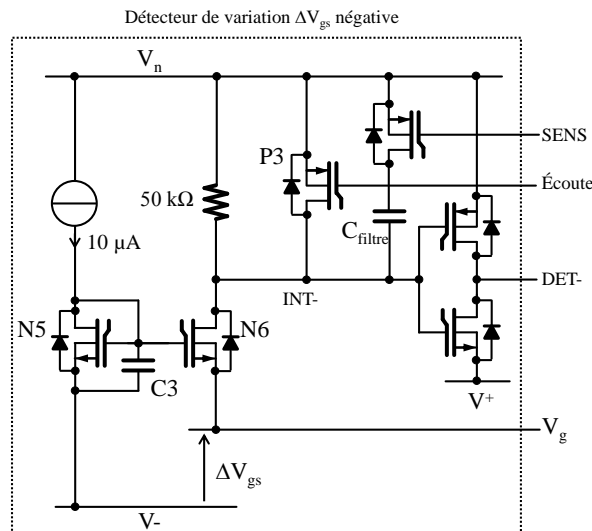 Détecteur de variation ΔVgs négative
Vn
SENS
P3
Écoute
50 kΩ
Cfiltre
10 µA
INT-
DET-
N5
N6
C3
V+
Vg
ΔVgs
V-